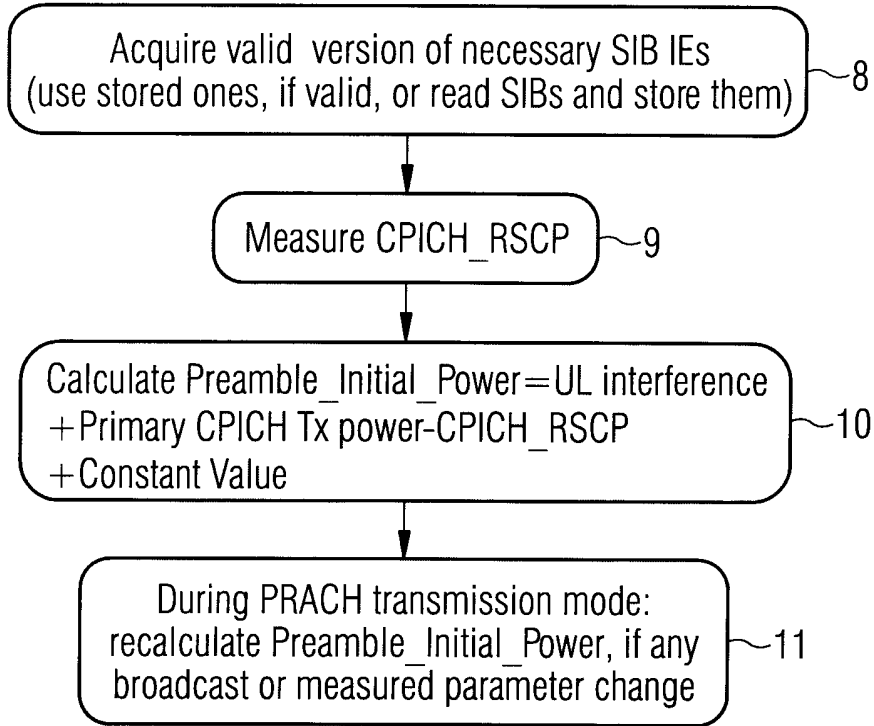 Acquire valid version of necessary SIB IEs
(use stored ones, if valid, or read SIBs and store them)
8
Measure CPICH_RSCP
9
Calculate Preamble_Initial_Power=UL interference
+Primary CPICH Tx power-CPICH_RSCP
+Constant Value
10
During PRACH transmission mode:
recalculate Preamble_Initial_Power, if any
broadcast or measured parameter change
11